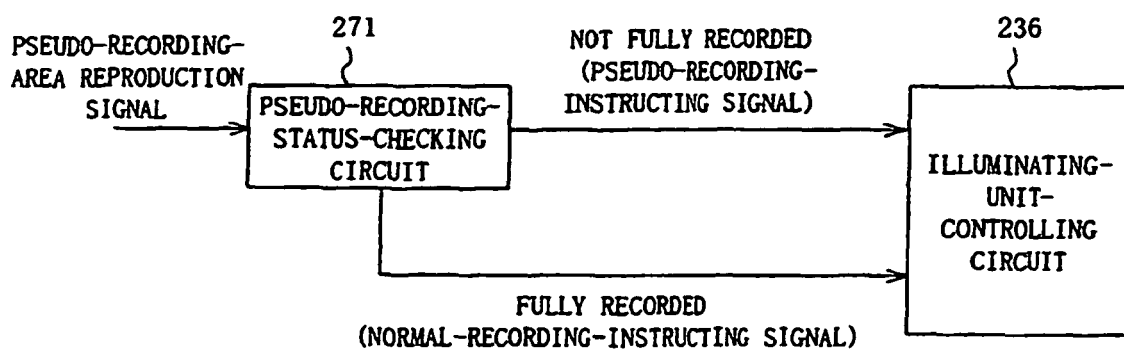 271
236
PSEUDO-RECORDING-
AREA REPRODUCTION
SIGNAL
PSEUDO-RECORDING-
STATUS-CHECKING
CIRCUIT
NOT FULLY RECORDED
(PSEUDO-RECORDING-
INSTRUCTING SIGNAL)
ILLUMINATING-
UNIT-
CONTROLLING
CIRCUIT
FULLY RECORDED
(NORMAL-RECORDING-INSTRUCTING SIGNAL)